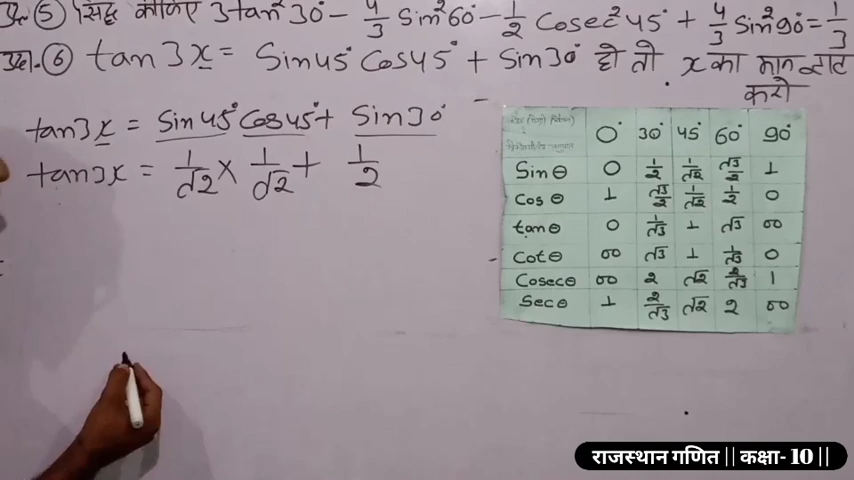 प्र. ⑤ सिद्ध कीजिए 3tan²30° - 4/3 Sin²60° - 1/2 Cosec²45° + 4/3 Sin²90° = 1/3
प्र. ⑥ tan3x = Sin45° Cos45° + Sin30° हो तो x का मान ज्ञात
करो
tan3x = Sin45° Cos45° + Sin30°
tan3x = 1/√2 × 1/√2 + 1/2
0° 30° 45° 60° 90°
Sinθ 0 1/2 1/√2 √3/2 1
Cosθ 1 √3/2 1/√2 1/2 0
tanθ 0 1/√3 1 √3 ∞
Cotθ ∞ √3 1 1/√3 0
Cosecθ ∞ 2 √2 2/√3 1
Secθ 1 2/√3 √2 2 ∞
राजस्थान गणित || कक्षा- 10 ||